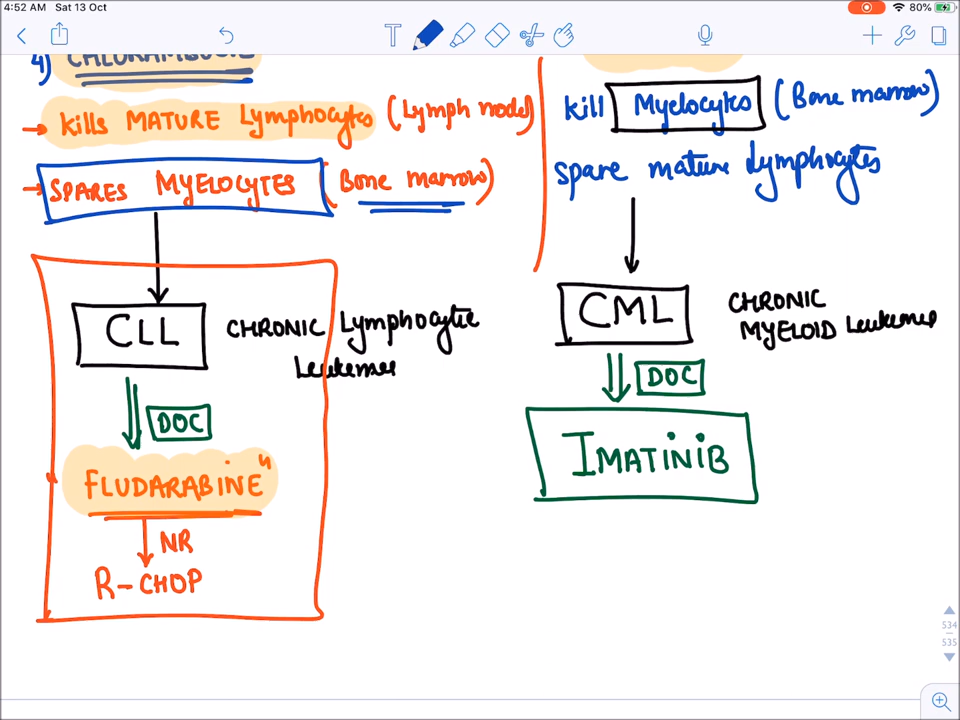 4:52 AM Sat 13 Oct
80%
T
4) CHLORAMBUCIL
→ Kills MATURE Lymphocytes (Lymph node)
→ SPARES MYELOCYTES (Bone marrow)
CLL
CHRONIC Lymphocytic
Leukemia
DOC
FLUDARABINE"
NR
R-CHOP
Kill Myelocytes (Bone marrow)
Spare mature lymphocytes
CML
CHRONIC
MYELOID Leukemia
DOC
IMATINIB
534
535